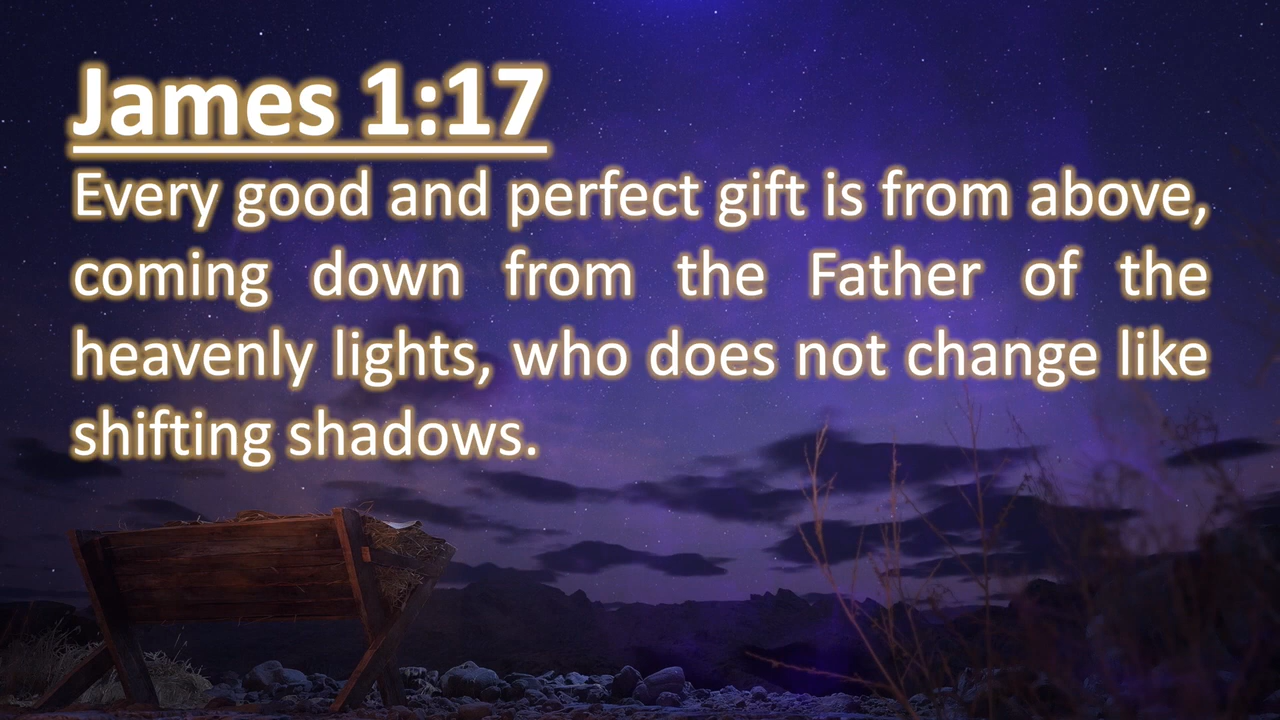 James 1:17
Every good and perfect gift is from above,
coming down from the Father of the
heavenly lights, who does not change like
shifting shadows.